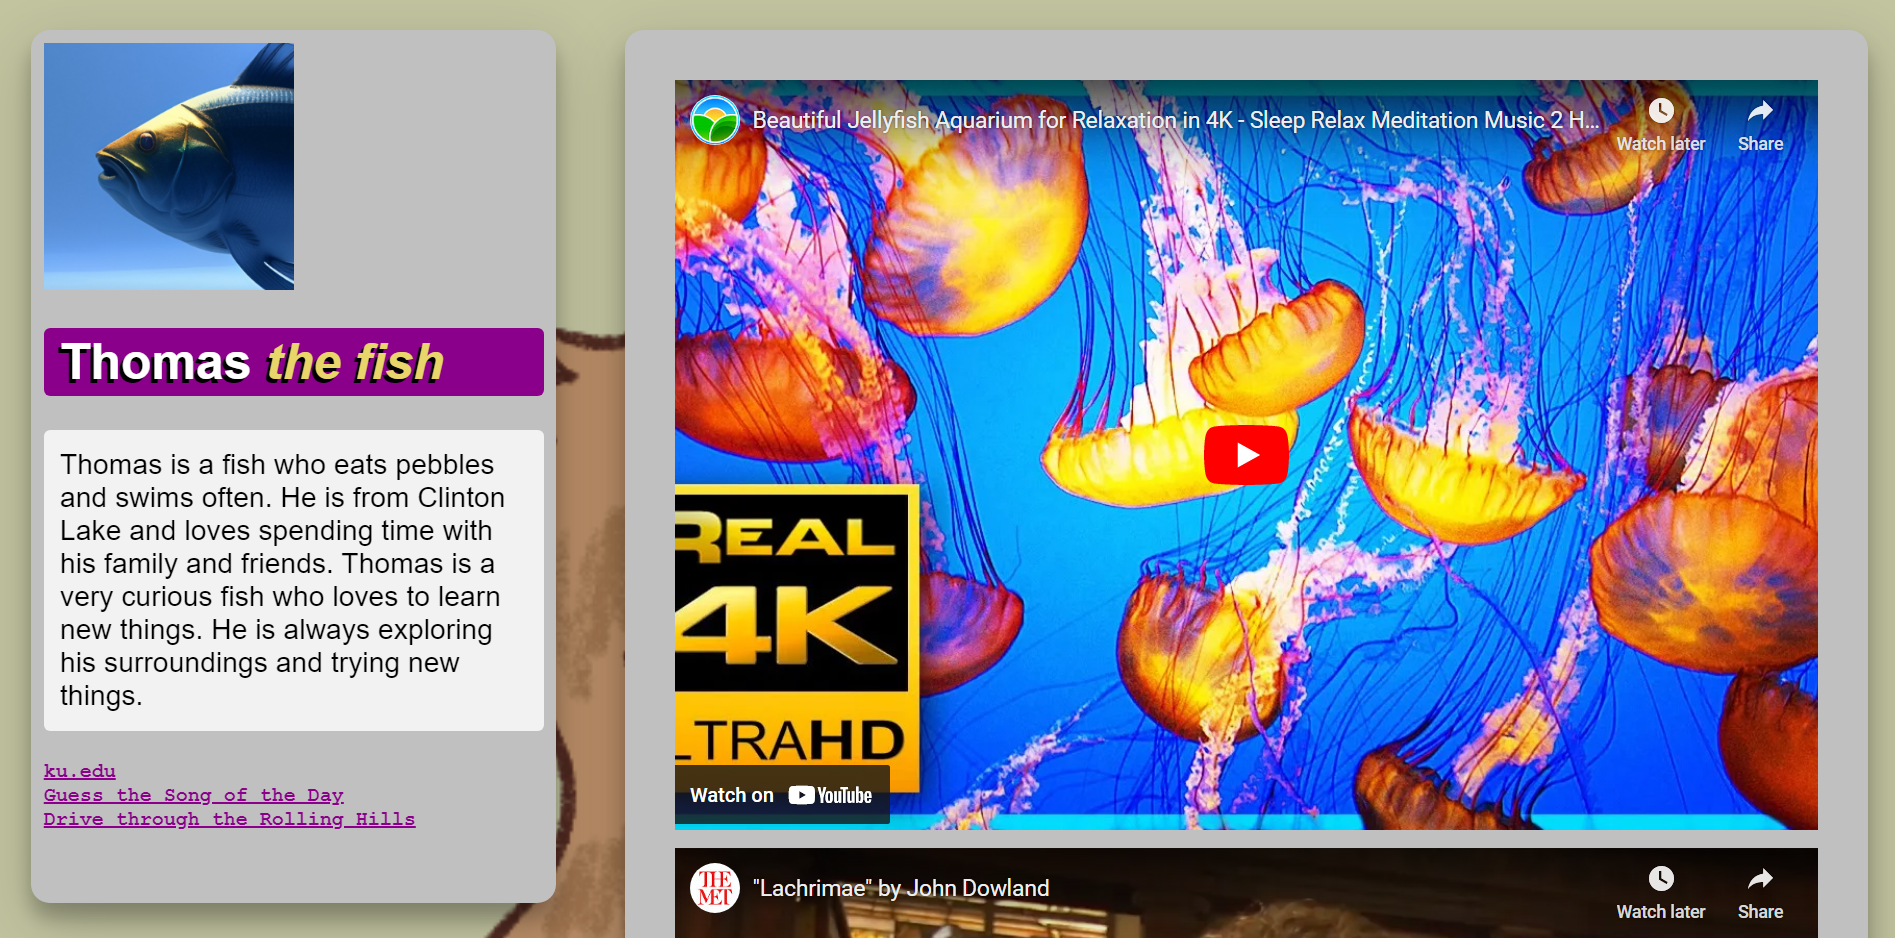 Thomas the fish
Thomas is a fish who eats pebbles
and swims often. He is from Clinton
Lake and loves spending time with
his family and friends. Thomas is a
very curious fish who loves to learn
new things. He is always exploring
his surroundings and trying new
things.
ku.edu
Guess the Song of the Day
Drive through the Rolling Hills
Beautiful Jellyfish Aquarium for Relaxation in 4K - Sleep Relax Meditation Music 2 H...
Watch later
Share
REAL
4K
LTRAHD
Watch on YouTube
THE
MET
"Lachrimae" by John Dowland
Watch later
Share